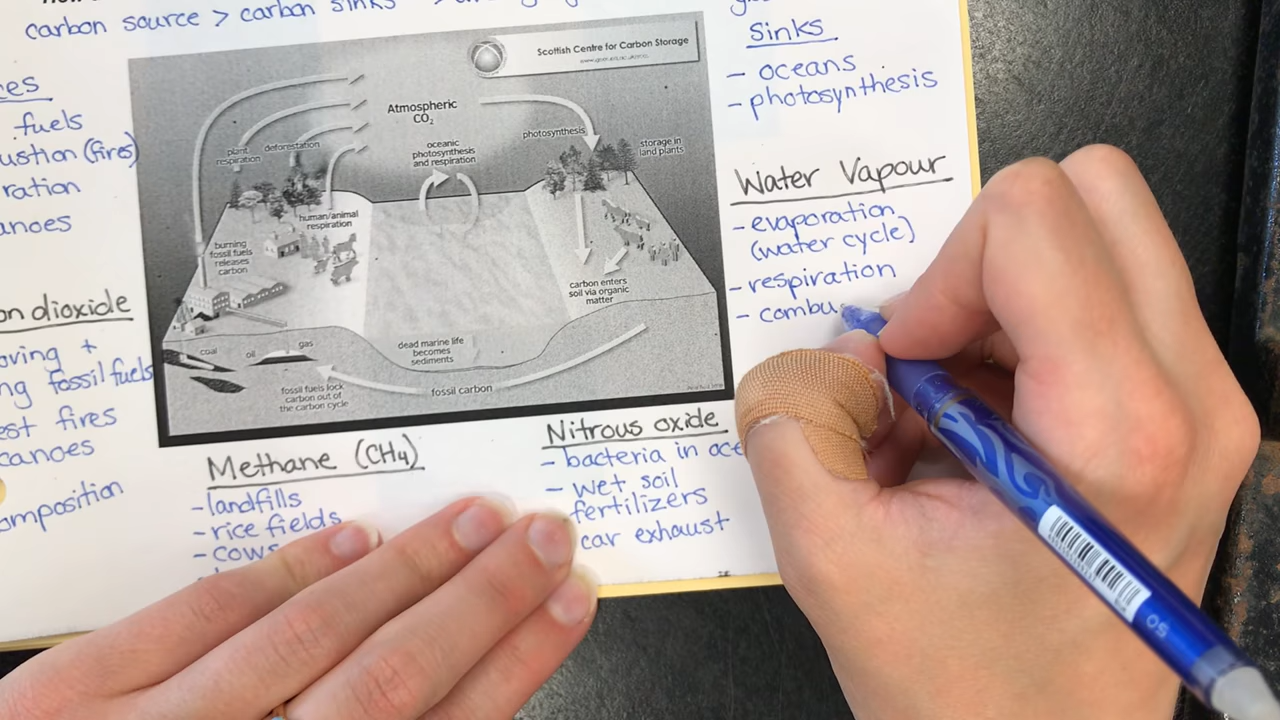 carbon source > carbon sinks >
ces
fuels
ustion (fires)
ration
anoes
on dioxide
oving +
ng fossil fuels
est fires
canoes
omposition
Scottish Centre for Carbon Storage
Atmospheric
CO₂
plant
respiration
deforestation
oceanic
photosynthesis
and respiration
photosynthesis
storage in
land plants
human/animal
respiration
burning
fossil fuels
releases
carbon
carbon enters
soil via organic
matter
coal
oil
gas
dead marine life
becomes
sediments
fossil fuels lock
carbon out of
the carbon cycle
fossil carbon
Methane (CH₄)
- landfills
- rice fields
- cows
Nitrous oxide
- bacteria in oce
- wet soil
fertilizers
car exhaust
Sinks
- oceans
- photosynthesis
Water Vapour
- evaporation
(water cycle)
- respiration
- combu
50